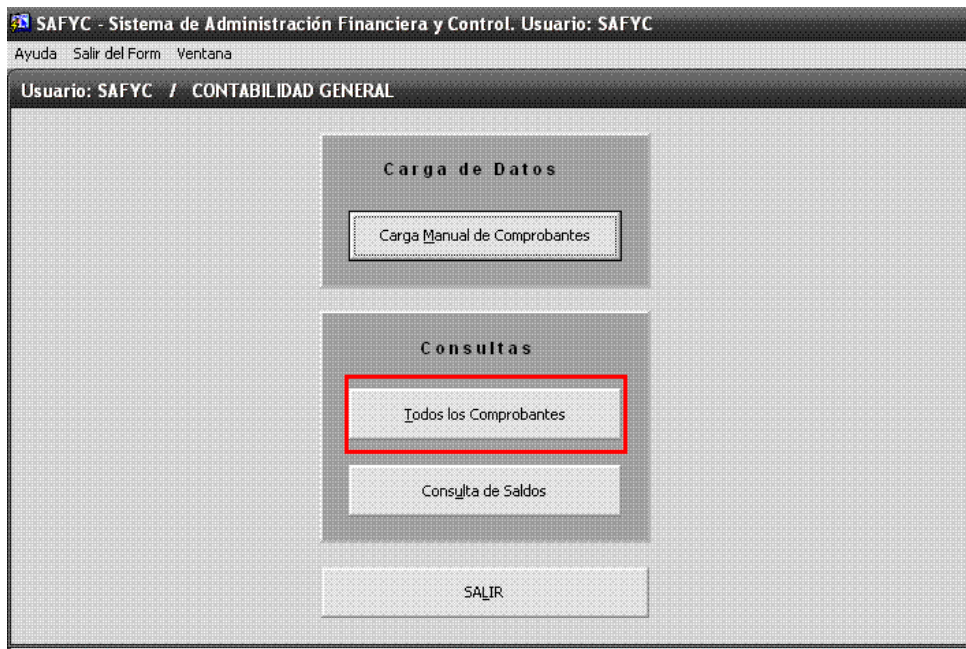 SAFYC - Sistema de Administración Financiera y Control. Usuario: SAFYC
Ayuda Salir del Form Ventana
Usuario: SAFYC / CONTABILIDAD GENERAL
Carga de Datos
Carga Manual de Comprobantes
Consultas
Todos los Comprobantes
Consulta de Saldos
SALIR